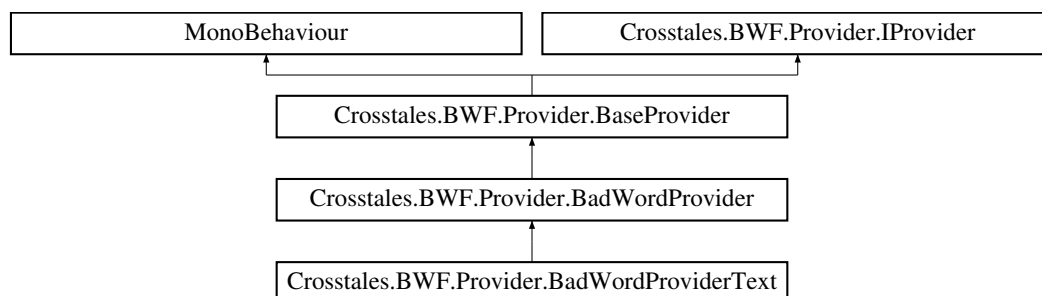 MonoBehaviour
Crosstales.BWF.Provider.IProvider
Crosstales.BWF.Provider.BaseProvider
Crosstales.BWF.Provider.BadWordProvider
Crosstales.BWF.Provider.BadWordProviderText